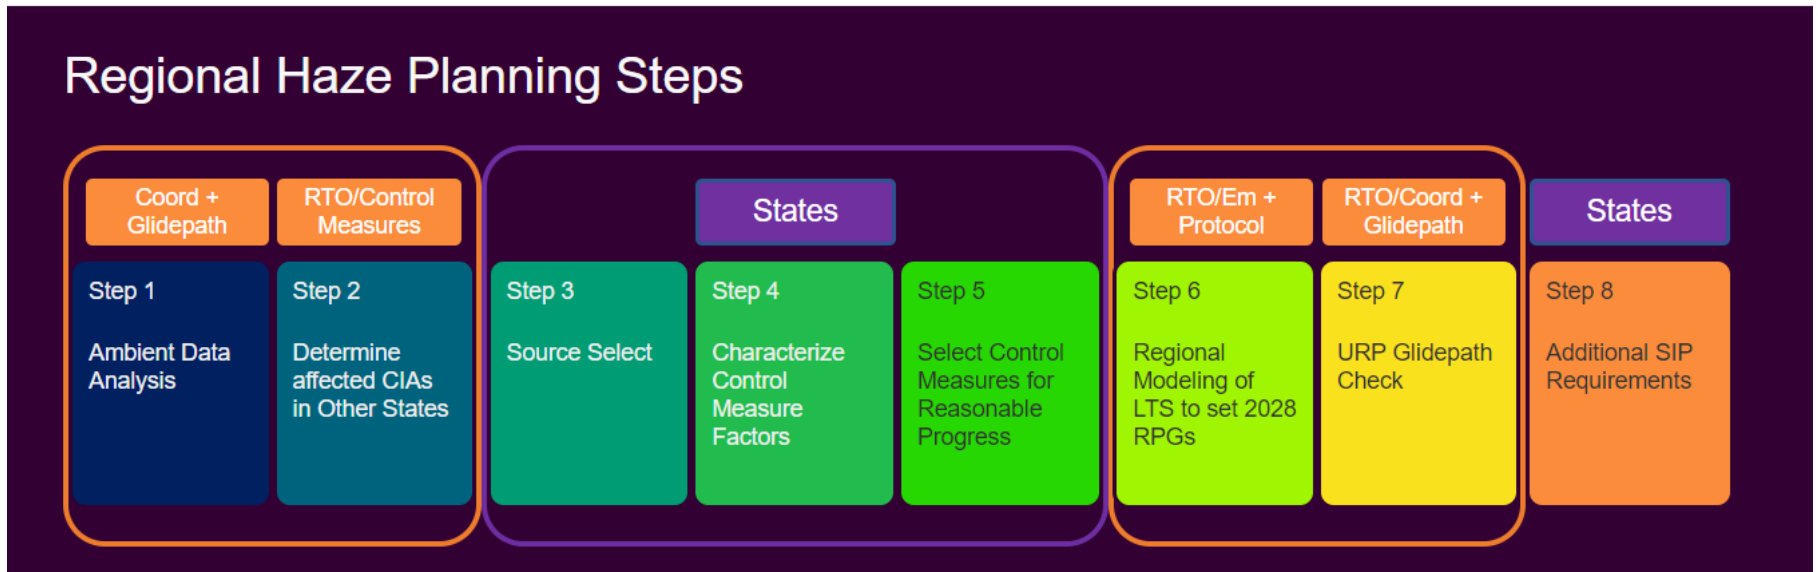 Regional Haze Planning Steps
Coord +
Glidepath
RTO/Control
Measures
States
RTO/Em +
Protocol
RTO/Coord +
Glidepath
States
Step 1
Ambient Data
Analysis
Step 2
Determine
affected CIAs
in Other States
Step 3
Source Select
Step 4
Characterize
Control
Measure
Factors
Step 5
Select Control
Measures for
Reasonable
Progress
Step 6
Regional
Modeling of
LTS to set 2028
RPGs
Step 7
URP Glidepath
Check
Step 8
Additional SIP
Requirements